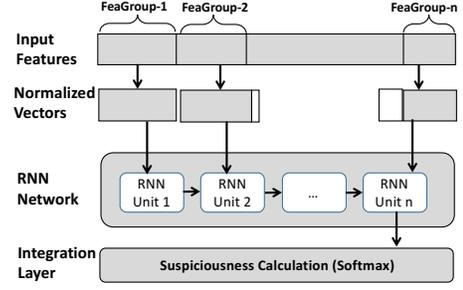 FeaGroup-1 FeaGroup-2 FeaGroup-n
Input
Features
Normalized
Vectors
RNN
Network
RNN
Unit 1
RNN
Unit 2
...
RNN
Unit n
Integration
Layer
Suspiciousness Calculation (Softmax)